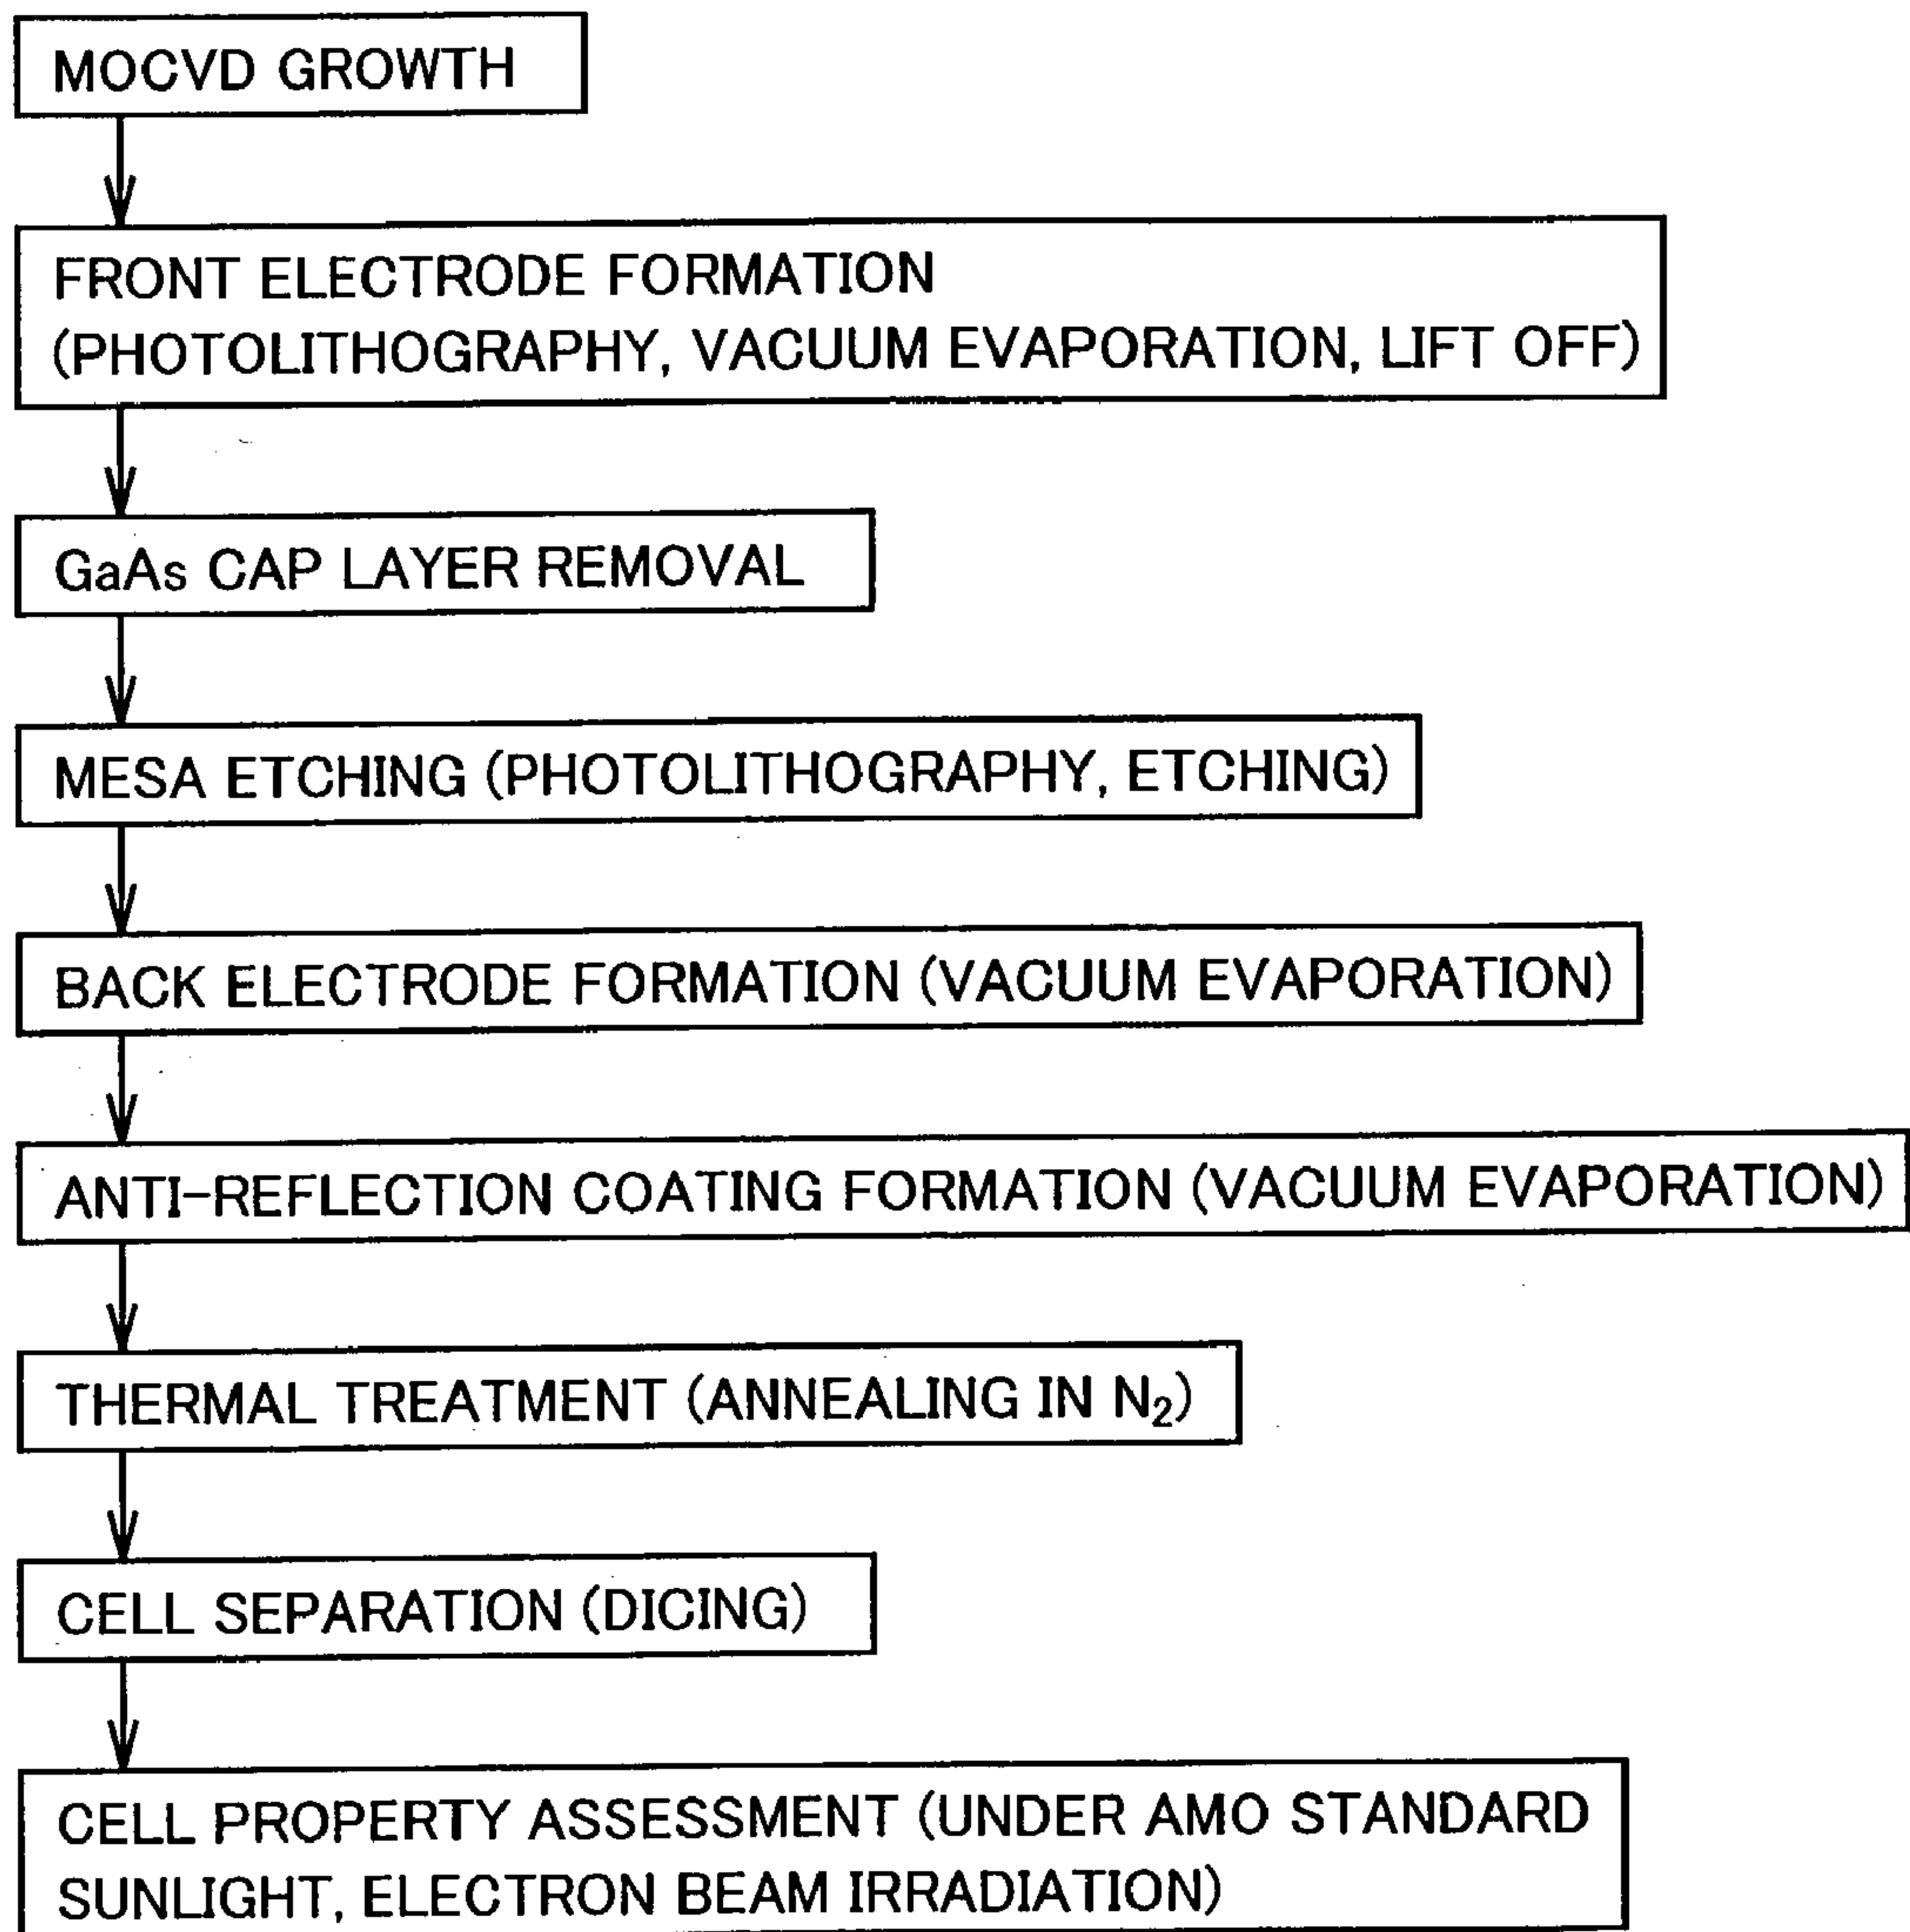 MOCVD GROWTH
FRONT ELECTRODE FORMATION
(PHOTOLITHOGRAPHY, VACUUM EVAPORATION, LIFT OFF)
GaAs CAP LAYER REMOVAL
MESA ETCHING (PHOTOLITHOGRAPHY, ETCHING)
BACK ELECTRODE FORMATION (VACUUM EVAPORATION)
ANTI-REFLECTION COATING FORMATION (VACUUM EVAPORATION)
THERMAL TREATMENT (ANNEALING IN N₂)
CELL SEPARATION (DICING)
CELL PROPERTY ASSESSMENT (UNDER AMO STANDARD
SUNLIGHT, ELECTRON BEAM IRRADIATION)